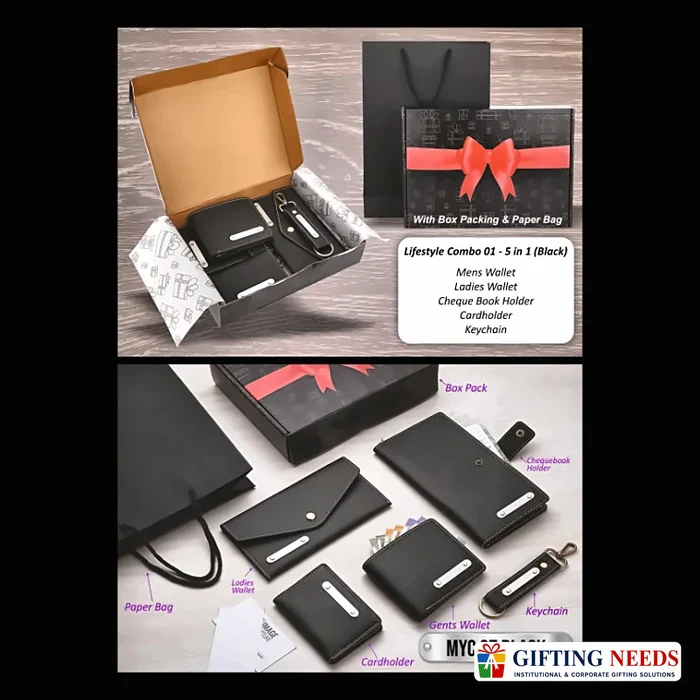 With Box Packing & Paper Bag
Lifestyle Combo 01 - 5 in 1 (Black)
Mens Wallet
Ladies Wallet
Cheque Book Holder
Cardholder
Keychain
Box Pack
Chequebook
Holder
Ladies
Wallet
Paper Bag
Keychain
Gents Wallet
Cardholder
GIFTING NEEDS
INSTITUTIONAL & CORPORATE GIFTING SOLUTIONS